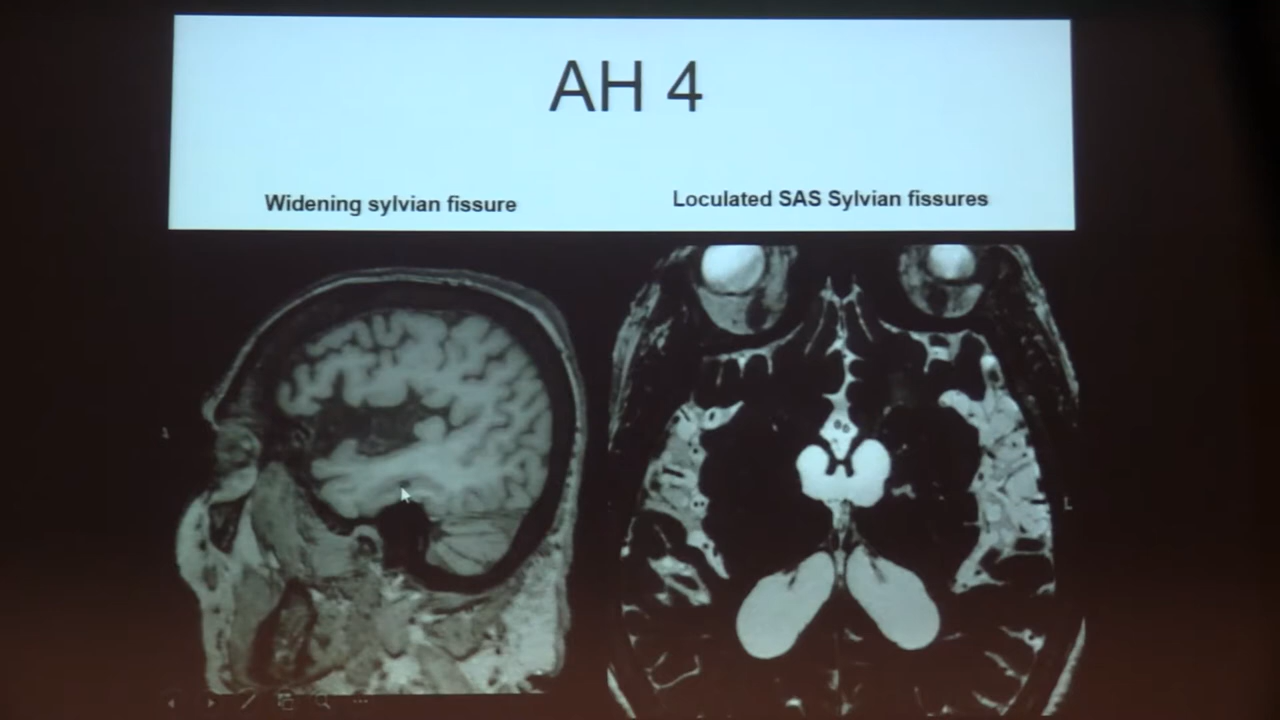 AH 4
Widening sylvian fissure
Loculated SAS Sylvian fissures
L